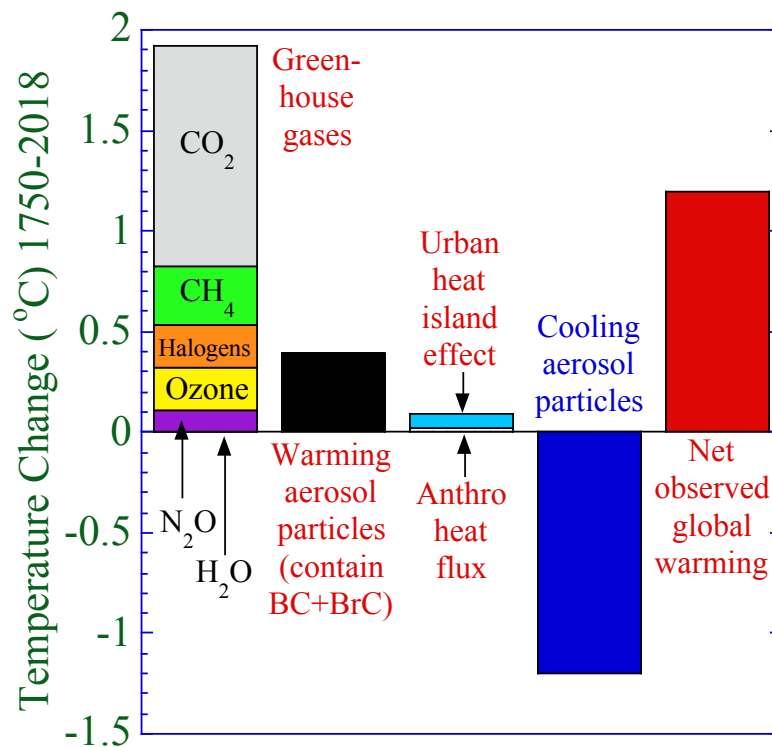 Temperature Change (°C) 1750-2018
2
1.5
1
0.5
0
-0.5
-1
-1.5
CO₂
CH₄
Halogens
Ozone
N₂O
H₂O
Green-
house
gases
Warming
aerosol
particles
(contain
BC+BrC)
Urban
heat
island
effect
Anthro
heat
flux
Cooling
aerosol
particles
Net
observed
global
warming